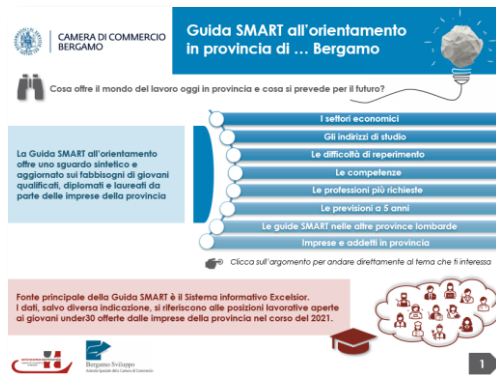 CAMERA DI COMMERCIO
BERGAMO
Guida SMART all'orientamento
in provincia di ... Bergamo
Cosa offre il mondo del lavoro oggi in provincia e cosa si prevede per il futuro?
La Guida SMART all'orientamento
offre uno sguardo sintetico e
aggiornato sui fabbisogni di giovani
qualificati, diplomati e laureati da
parte delle imprese della provincia
I settori economici
Gli indirizzi di studio
Le difficoltà di reperimento
Le competenze
Le professioni più richieste
Le previsioni a 5 anni
Le guide SMART nelle altre province lombarde
Imprese e addetti in provincia
Clicca sull'argomento per andare direttamente al tema che ti interessa
Fonte principale della Guida SMART è il Sistema informativo Excelsior.
I dati, salvo diversa indicazione, si riferiscono alle posizioni lavorative aperte
ai giovani under30 offerte dalle imprese della provincia nel corso del 2021.
Bergamo Sviluppo
Azienda Speciale della Camera di Commercio
1